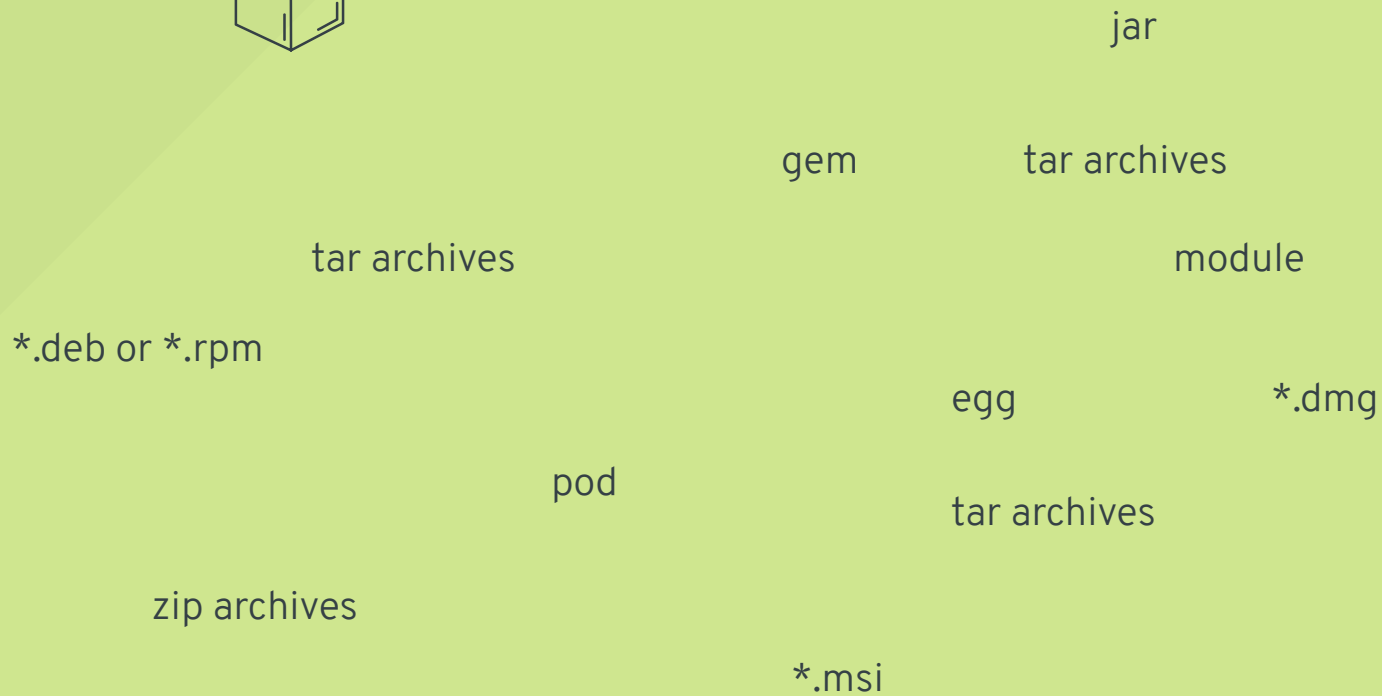 jar
gem
tar archives
tar archives
module
*.deb or *.rpm
egg
*.dmg
pod
tar archives
zip archives
*.msi